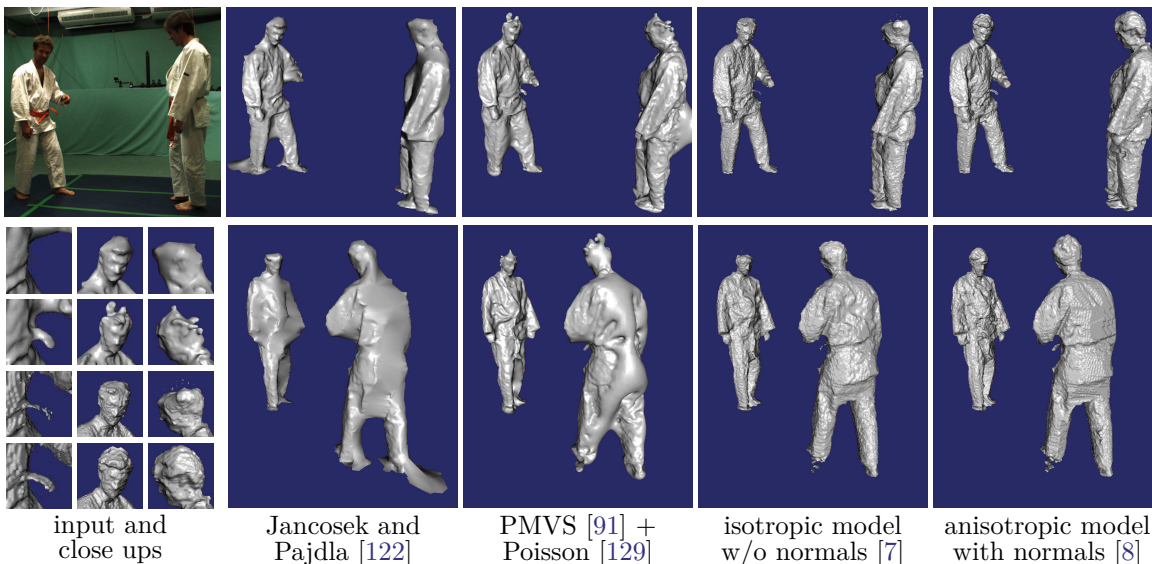 input and
close ups
Jancosek and
Pajdla [122]
PMVS [91] +
Poisson [129]
isotropic model
w/o normals [7]
anisotropic model
with normals [8]